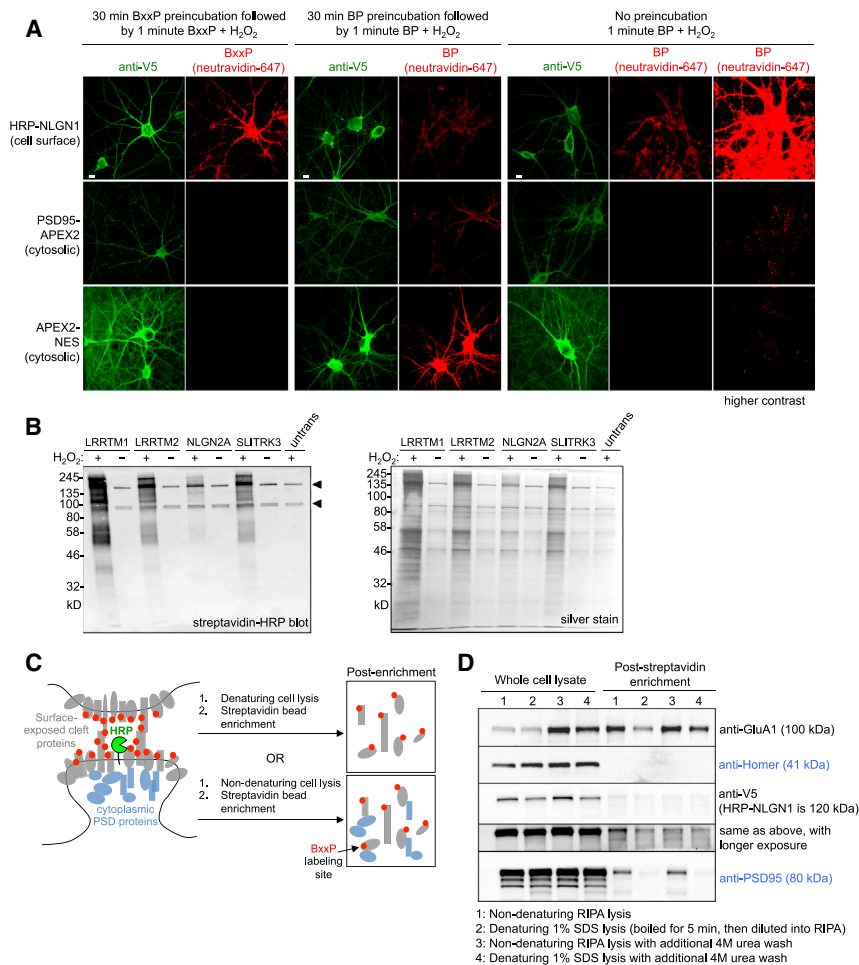 A
30 min BxxP preincubation followed
by 1 minute BxxP + H₂O₂
30 min BP preincubation followed
by 1 minute BP + H₂O₂
No preincubation
1 minute BP + H₂O₂
anti-V5
BxxP
(neutravidin-647)
anti-V5
BP
(neutravidin-647)
anti-V5
BP
(neutravidin-647)
BP
(neutravidin-647)
HRP-NLGN1
(cell surface)
PSD95-
APEX2
(cytosolic)
APEX2-
NES
(cytosolic)
higher contrast
B
LRRTM1 LRRTM2 NLGN2A SLITRK3 untrans
H₂O₂: + − + − + − + − +
245
135
100
80
58
46
32
kD
streptavidin-HRP blot
LRRTM1 LRRTM2 NLGN2A SLITRK3 untrans
H₂O₂: + − + − + − + − +
245
135
100
80
58
46
32
kD
silver stain
C
Surface-
exposed cleft
proteins
HRP
cytoplasmic
PSD proteins
1. Denaturing cell lysis
2. Streptavidin bead
enrichment
OR
1. Non-denaturing cell lysis
2. Streptavidin bead
enrichment
Post-enrichment
BxxP
labeling
site
D
Whole cell lysate
Post-streptavidin
enrichment
1 2 3 4 1 2 3 4
anti-GluA1 (100 kDa)
anti-Homer (41 kDa)
anti-V5
(HRP-NLGN1 is 120 kDa)
same as above, with
longer exposure
anti-PSD95 (80 kDa)
1: Non-denaturing RIPA lysis
2: Denaturing 1% SDS lysis (boiled for 5 min, then diluted into RIPA)
3: Non-denaturing RIPA lysis with additional 4M urea wash
4: Denaturing 1% SDS lysis with additional 4M urea wash